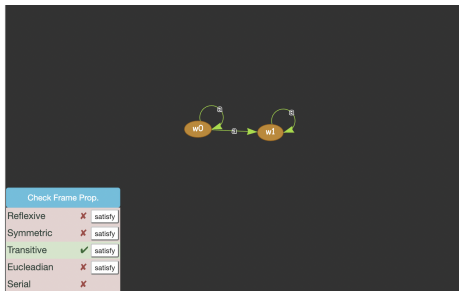 w0
w1
Check Frame Prop.
Reflexive ✘ satisfy
Symmetric ✘ satisfy
Transitive ✔ satisfy
Eucleadian ✘ satisfy
Serial ✘